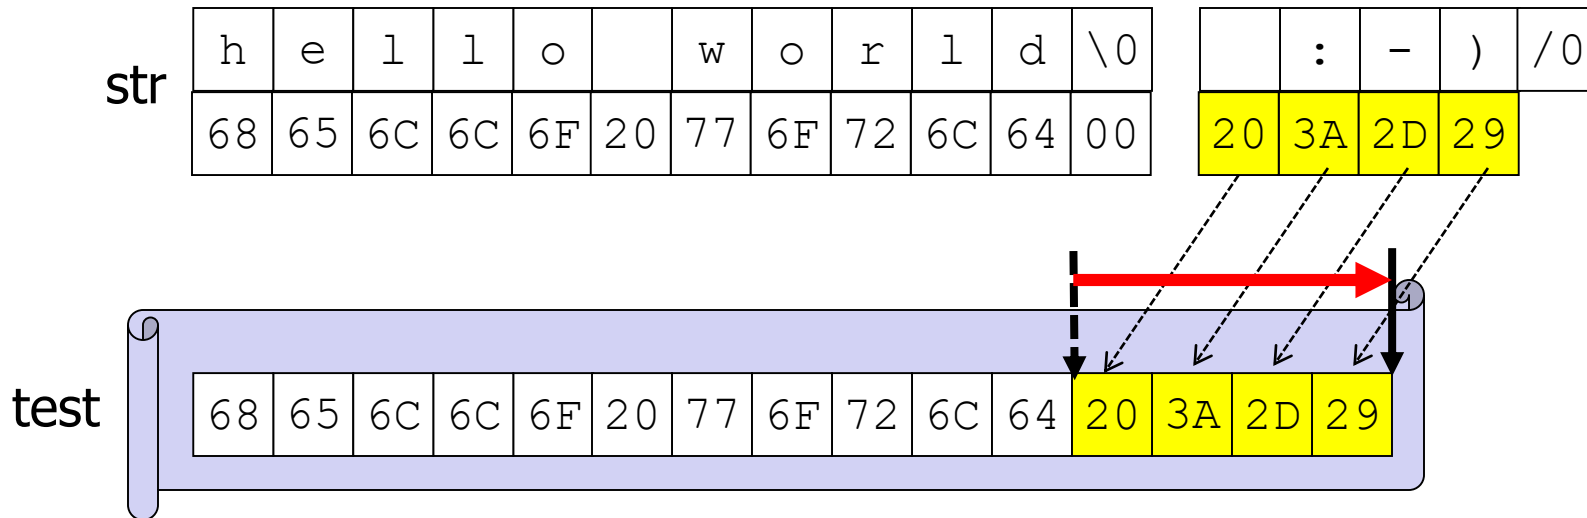 h e l l o w o r l d \0 : - ) /0
str
68 65 6C 6C 6F 20 77 6F 72 6C 64 00 20 3A 2D 29
test
68 65 6C 6C 6F 20 77 6F 72 6C 64 20 3A 2D 29